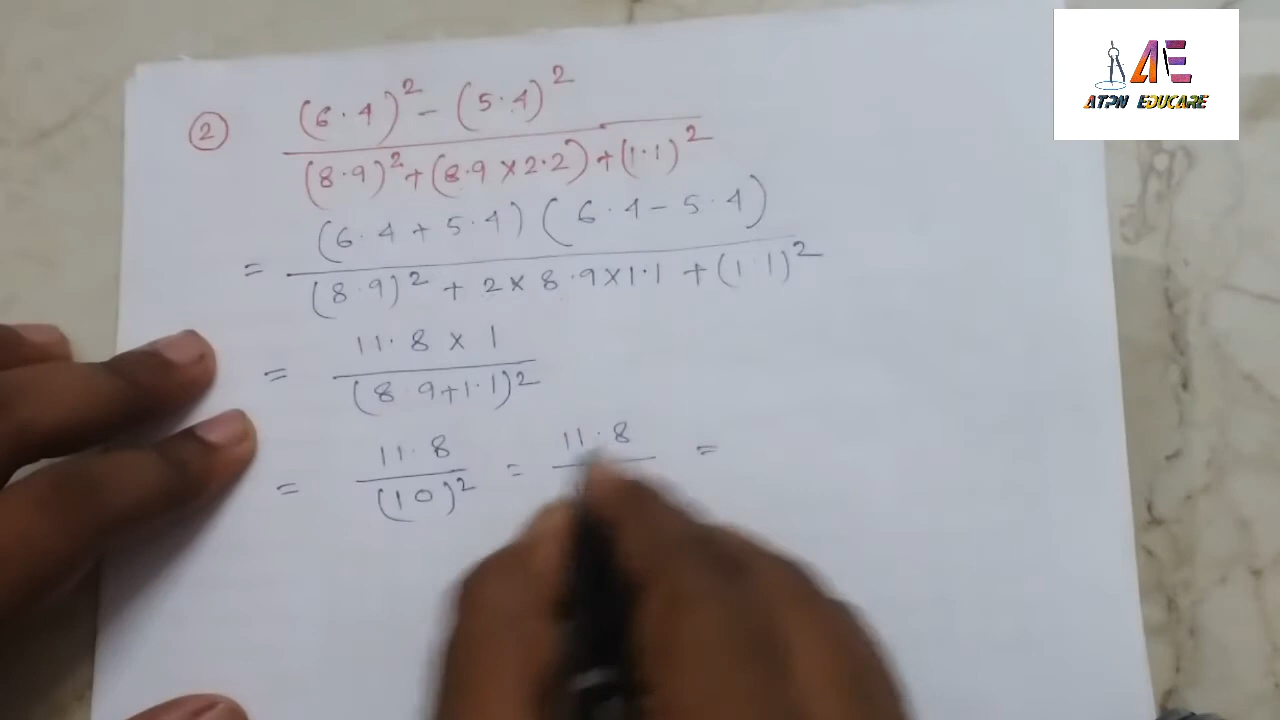 AE
ATPN EDUCARE
② (6.4)² - (5.4)²
(8.9)² + (8.9 × 2.2) + (1.1)²
= (6.4 + 5.4) (6.4 - 5.4)
(8.9)² + 2 × 8.9 × 1.1 + (1.1)²
= 11.8 × 1
(8.9 + 1.1)²
= 11.8 = 11.8 =
(10)²